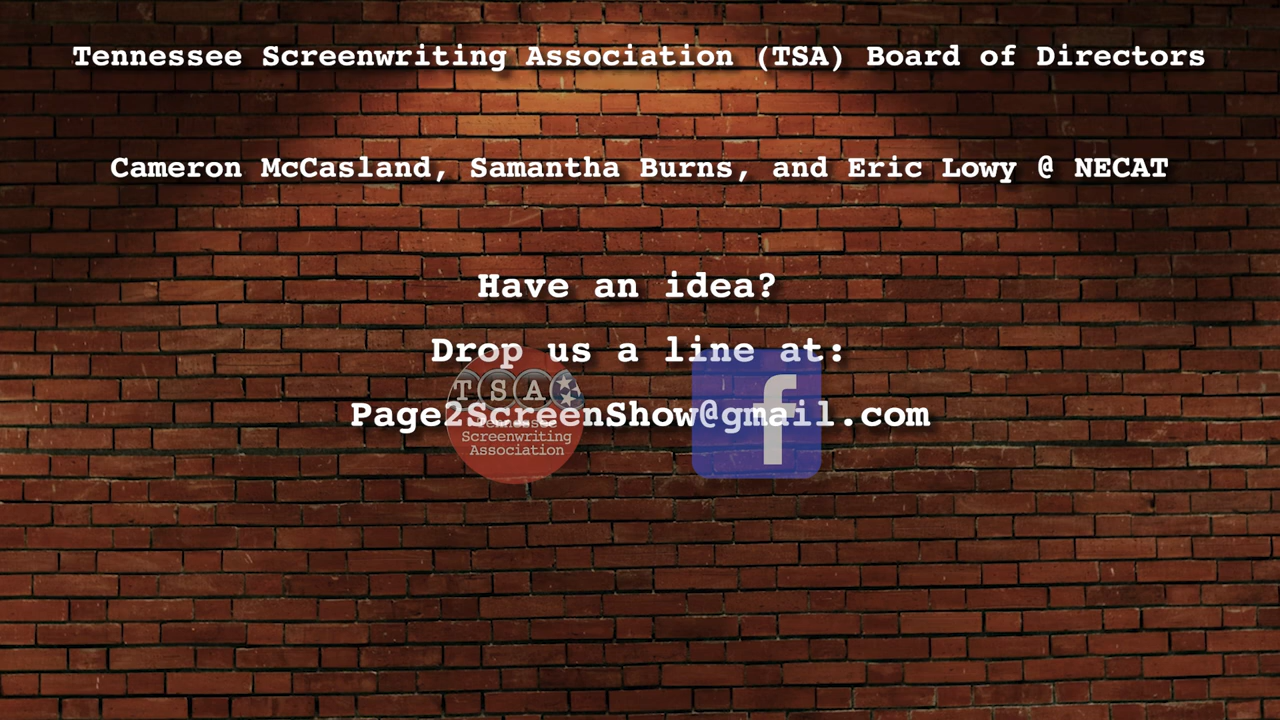 Tennessee Screenwriting Association (TSA) Board of Directors
Cameron McCasland, Samantha Burns, and Eric Lowy @ NECAT
Have an idea?
Drop us a line at:
TSA
f
Page2ScreenShow@gmail.com
Tennessee
Screenwriting
Association